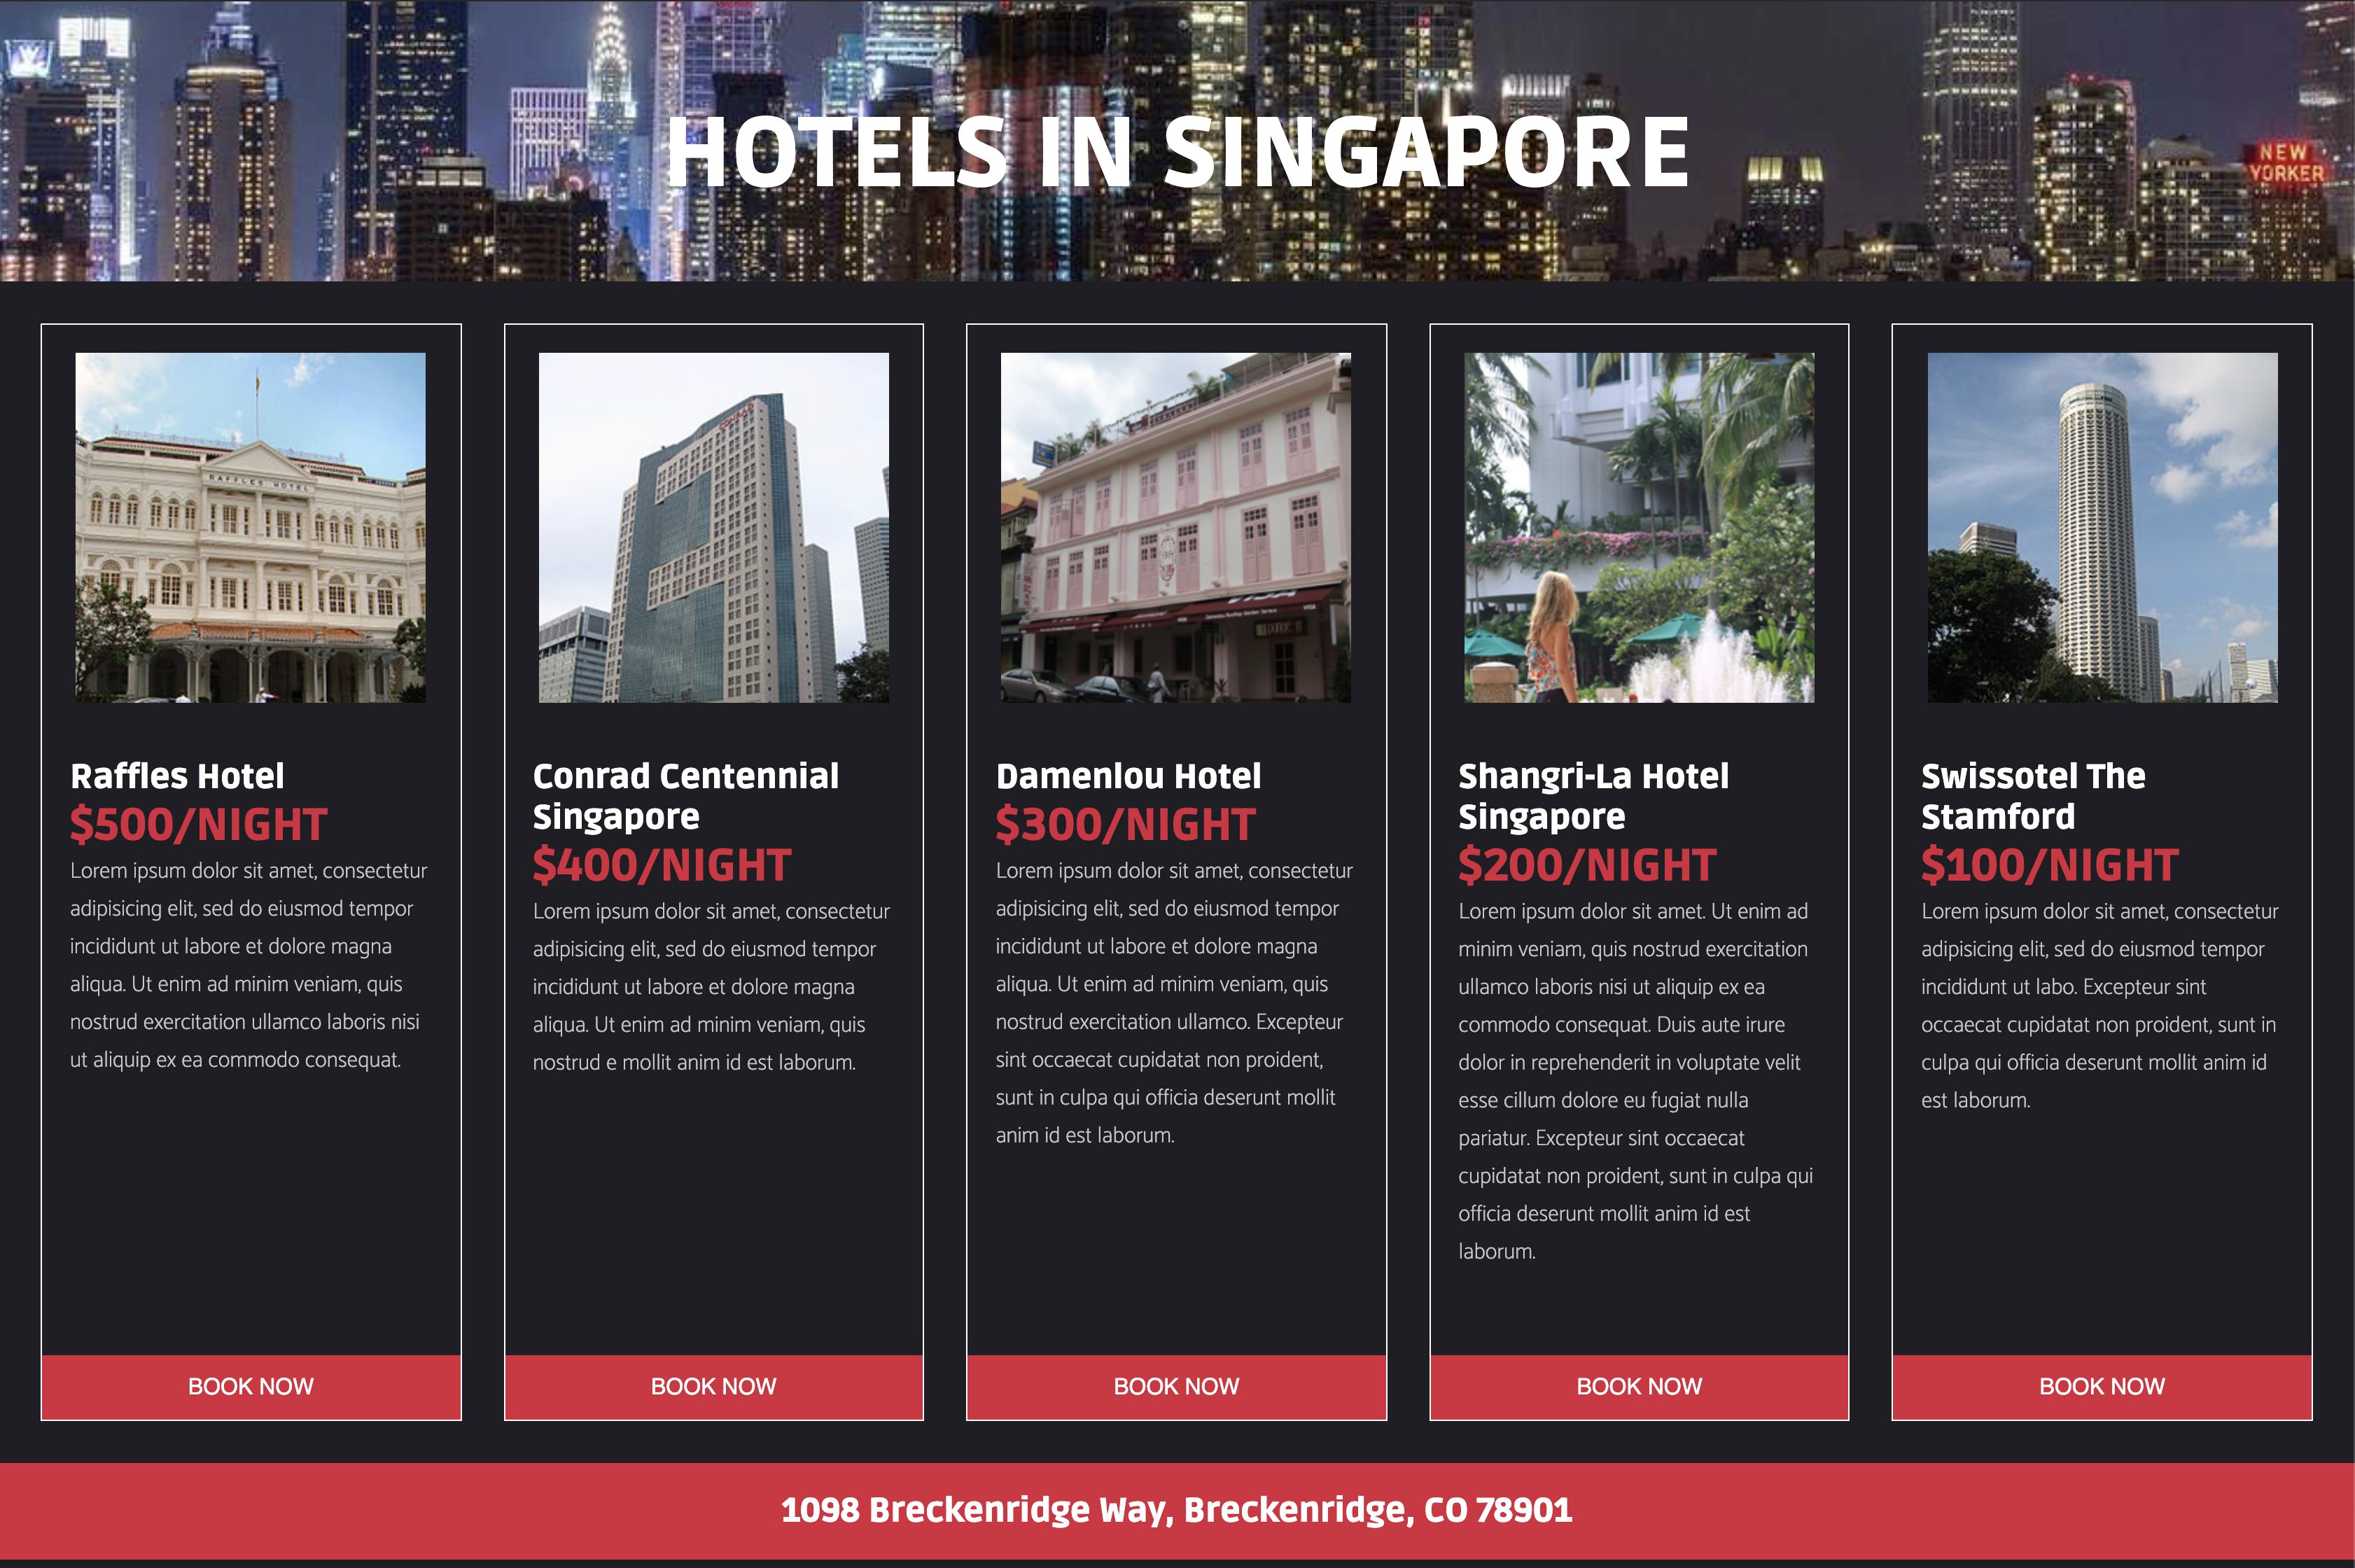 HOTELS IN SINGAPORE
NEW
YORKER
RAFFLES HOTEL
CONRAD
Raffles Hotel
$500/NIGHT
Lorem ipsum dolor sit amet, consectetur
adipisicing elit, sed do eiusmod tempor
incididunt ut labore et dolore magna
aliqua. Ut enim ad minim veniam, quis
nostrud exercitation ullamco laboris nisi
ut aliquip ex ea commodo consequat.
BOOK NOW
Conrad Centennial
Singapore
$400/NIGHT
Lorem ipsum dolor sit amet, consectetur
adipisicing elit, sed do eiusmod tempor
incididunt ut labore et dolore magna
aliqua. Ut enim ad minim veniam, quis
nostrud e mollit anim id est laborum.
BOOK NOW
Damenlou Hotel
$300/NIGHT
Lorem ipsum dolor sit amet, consectetur
adipisicing elit, sed do eiusmod tempor
incididunt ut labore et dolore magna
aliqua. Ut enim ad minim veniam, quis
nostrud exercitation ullamco. Excepteur
sint occaecat cupidatat non proident,
sunt in culpa qui officia deserunt mollit
anim id est laborum.
BOOK NOW
Shangri-La Hotel
Singapore
$200/NIGHT
Lorem ipsum dolor sit amet. Ut enim ad
minim veniam, quis nostrud exercitation
ullamco laboris nisi ut aliquip ex ea
commodo consequat. Duis aute irure
dolor in reprehenderit in voluptate velit
esse cillum dolore eu fugiat nulla
pariatur. Excepteur sint occaecat
cupidatat non proident, sunt in culpa qui
officia deserunt mollit anim id est
laborum.
BOOK NOW
Swissotel The
Stamford
$100/NIGHT
Lorem ipsum dolor sit amet, consectetur
adipisicing elit, sed do eiusmod tempor
incididunt ut labo. Excepteur sint
occaecat cupidatat non proident, sunt in
culpa qui officia deserunt mollit anim id
est laborum.
BOOK NOW
1098 Breckenridge Way, Breckenridge, CO 78901